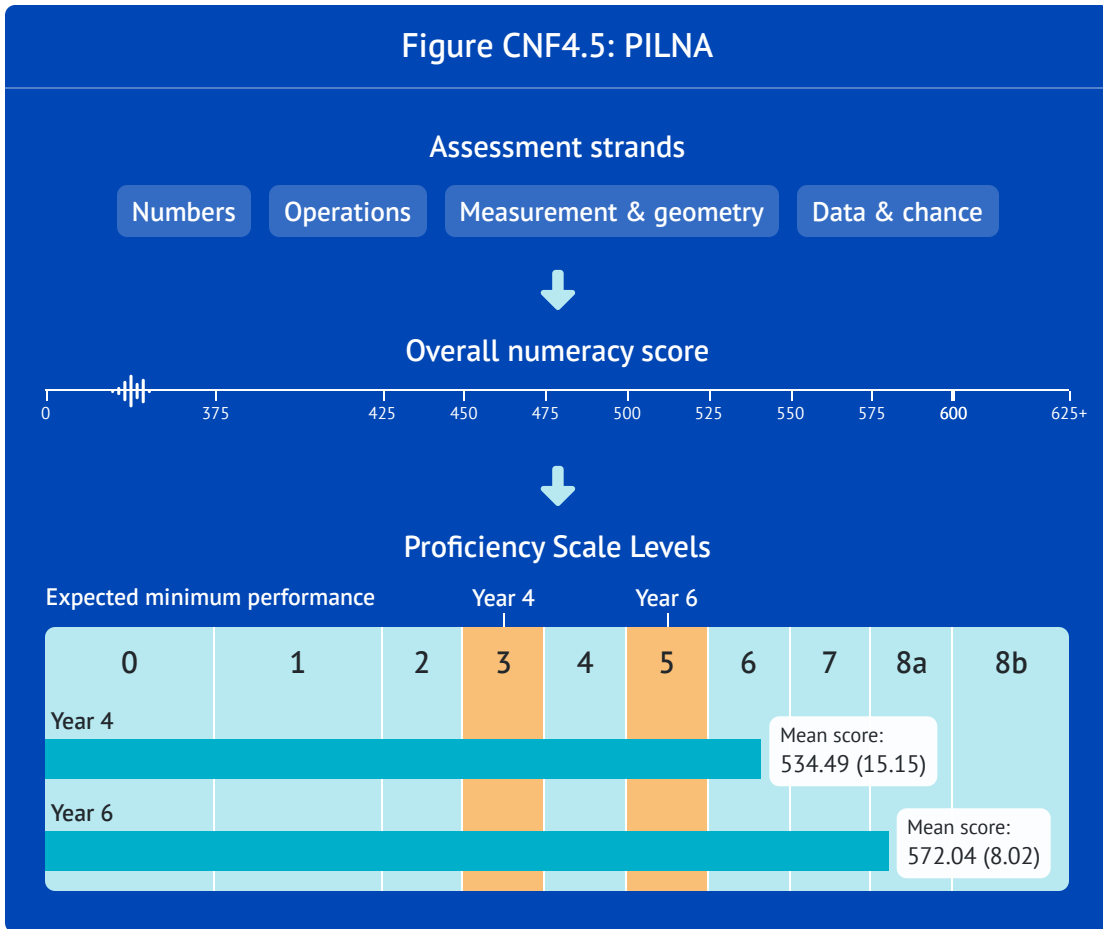 Figure CNF4.5: PILNA
Assessment strands
Numbers Operations Measurement & geometry Data & chance
Overall numeracy score
0 375 425 450 475 500 525 550 575 600 625+
Proficiency Scale Levels
Expected minimum performance Year 4 Year 6
0 1 2 3 4 5 6 7 8a 8b
Year 4
Mean score:
534.49 (15.15)
Year 6
Mean score:
572.04 (8.02)